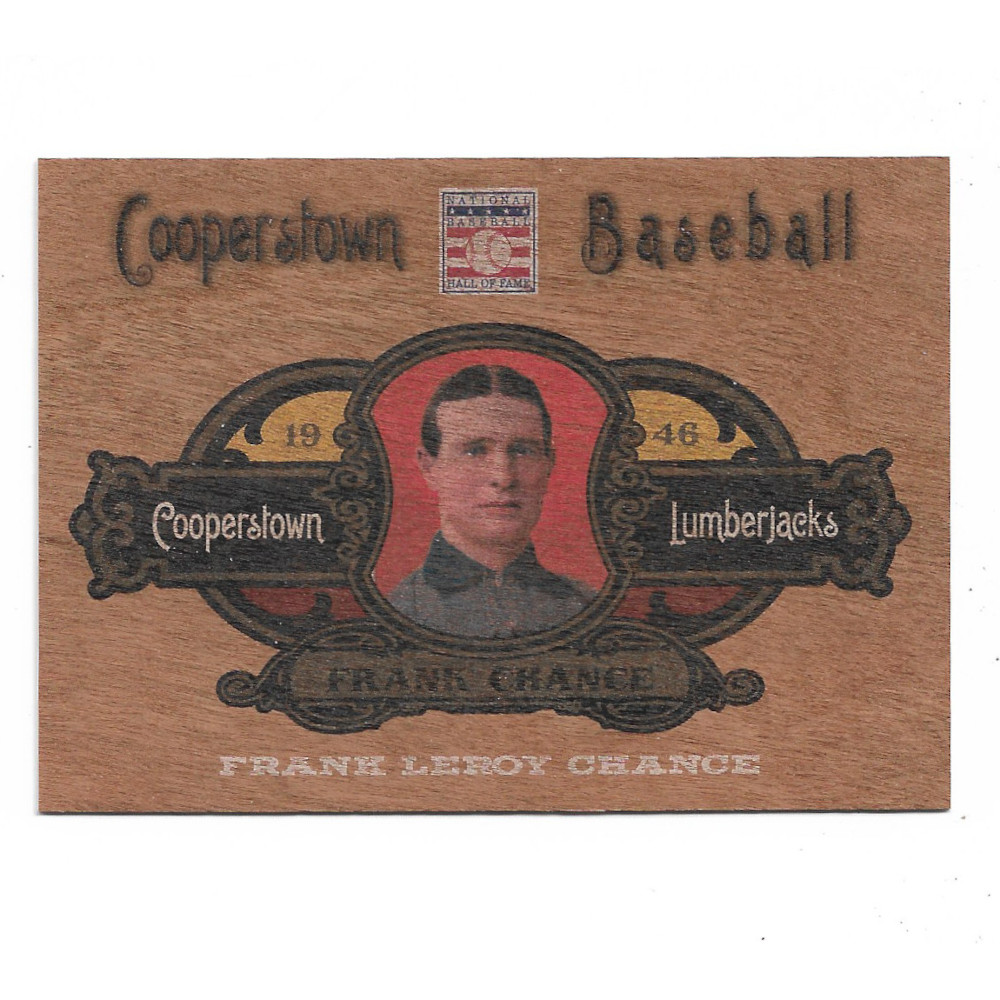 Cooperstown Baseball
NATIONAL
BASEBALL
HALL OF FAME
19 46
Cooperstown Lumberjacks
FRANK CHANCE
FRANK LEROY CHANCE